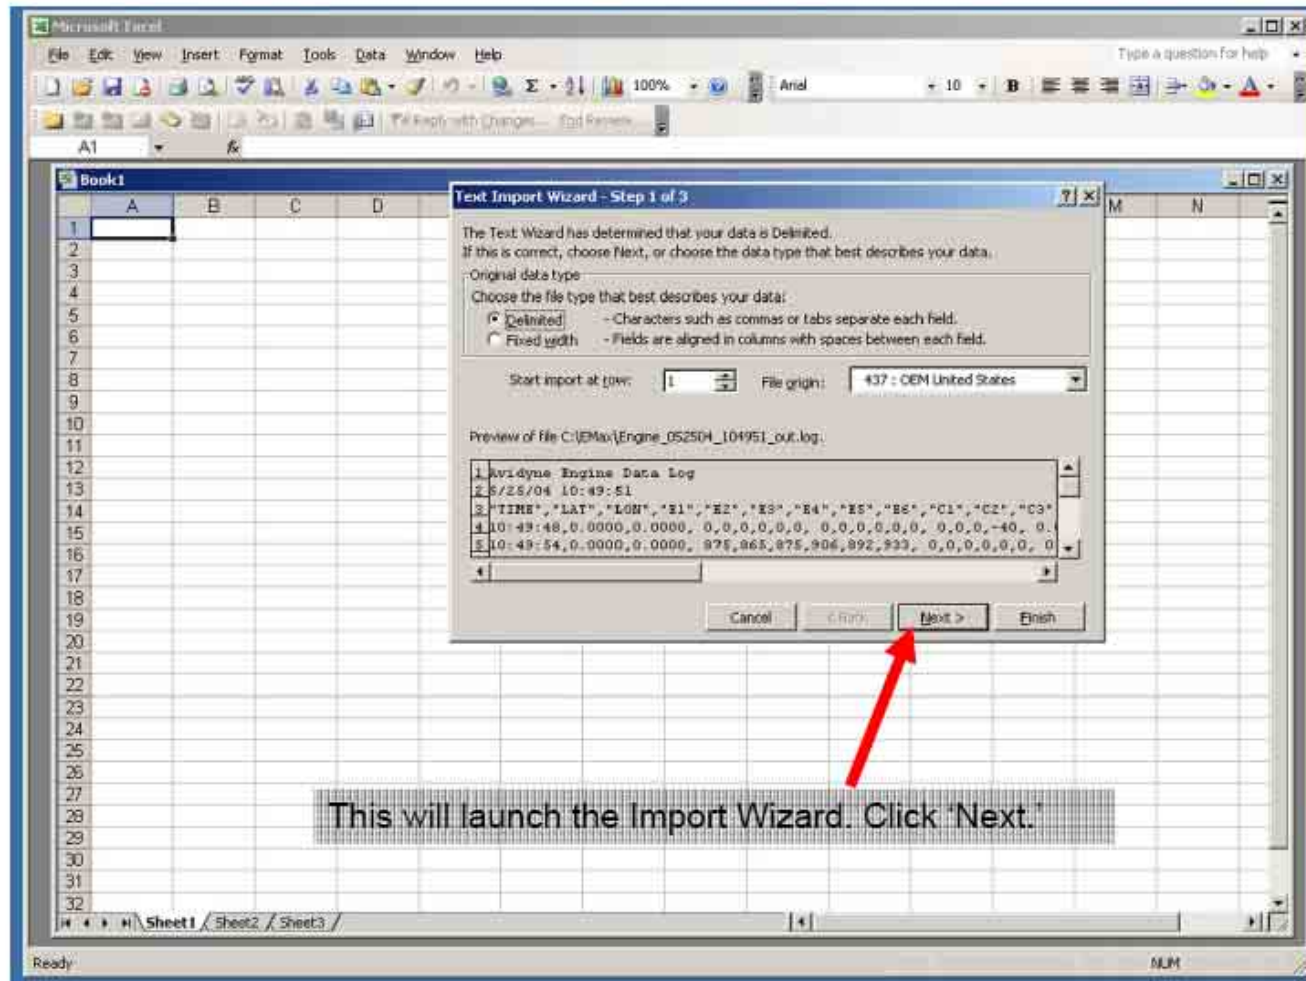 Microsoft Excel
File Edit View Insert Format Tools Data Window Help Type a question for help
100% Arial 10 B
Reply with Changes... End Review...
A1 fx
Book1
A B C D M N
Text Import Wizard - Step 1 of 3
The Text Wizard has determined that your data is Delimited.
If this is correct, choose Next, or choose the data type that best describes your data.
Original data type
Choose the file type that best describes your data:
Delimited - Characters such as commas or tabs separate each field.
Fixed width - Fields are aligned in columns with spaces between each field.
Start import at row: 1 File origin: 437 : OEM United States
Preview of file C:\EMax\Engine_052504_104951_out.log.
1 Avidyne Engine Data Log
2 5/25/04 10:49:51
3 "TIME","LAT","LON","E1","E2","E3","E4","E5","E6","C1","C2","C3"
4 10:49:48,0.0000,0.0000, 0,0,0,0,0,0, 0,0,0,0,0,0, 0,0,0,-40, 0.
5 10:49:54,0.0000,0.0000, 875,865,875,906,892,933, 0,0,0,0,0,0, 0
Cancel < Back Next > Finish
1
2
3
4
5
6
7
8
9
10
11
12
13
14
15
16
17
18
19
20
21
22
23
24
25
26
27
28
29
30
31
32
This will launch the Import Wizard. Click ‘Next.’
Sheet1 Sheet2 Sheet3
Ready NUM